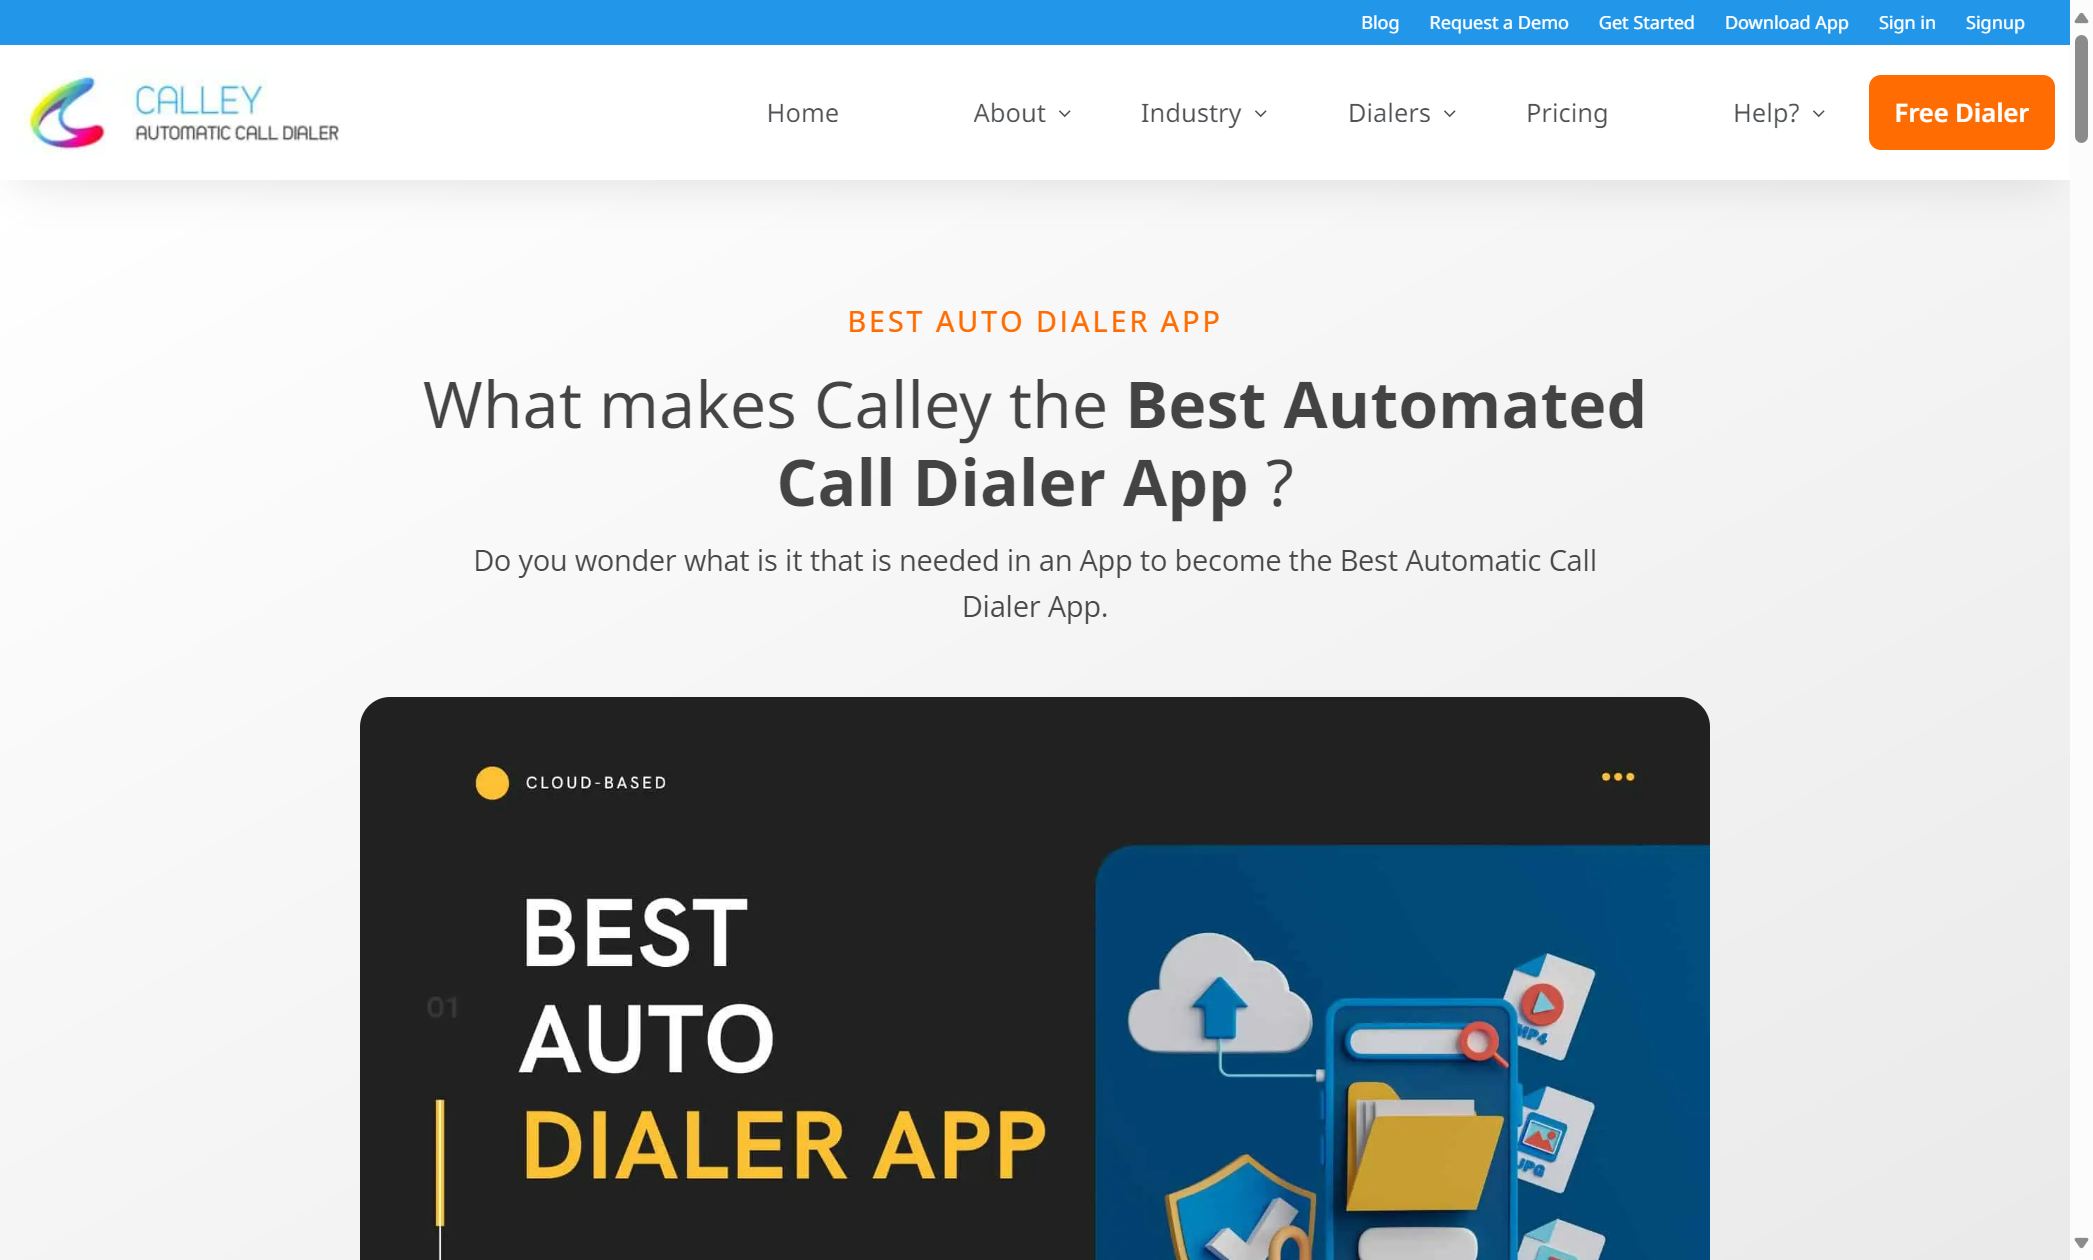 Blog Request a Demo Get Started Download App Sign in Signup
CALLEY
AUTOMATIC CALL DIALER
Home About Industry Dialers Pricing Help? Free Dialer
BEST AUTO DIALER APP
What makes Calley the Best Automated
Call Dialer App ?
Do you wonder what is it that is needed in an App to become the Best Automatic Call
Dialer App.
CLOUD-BASED
BEST
AUTO
DIALER APP
01
MP4
JPG